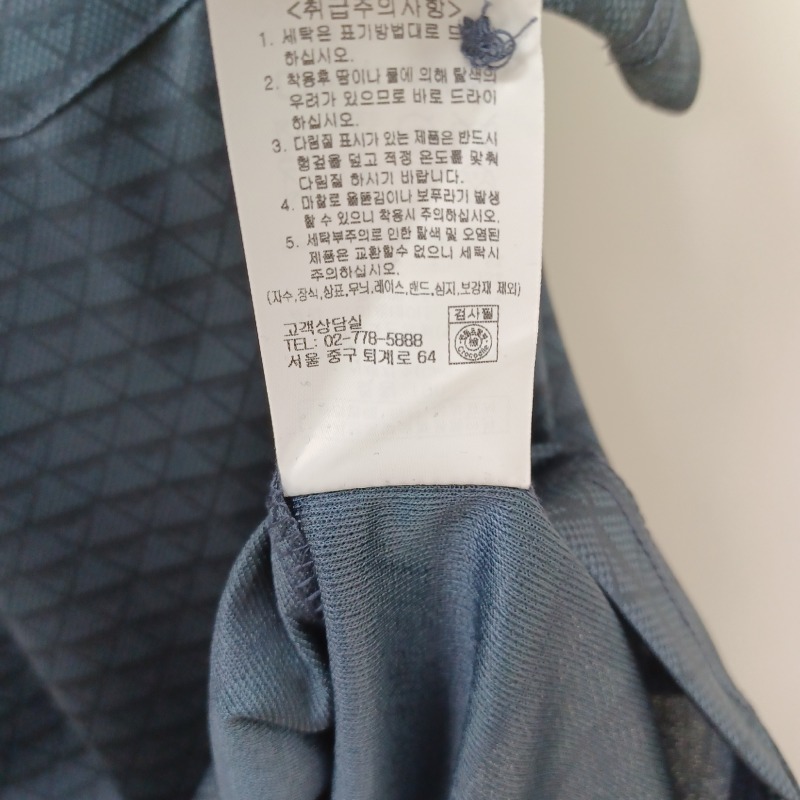 <취급주의사항>
1. 세탁은 표기방법대로
하십시오.
2. 착용후 땀이나 물에 의해 탈색의
우려가 있으므로 바로 드라이
하십시오.
3. 다림질 표시가 있는 제품은 반드시
헝겊을 덮고 적정 온도를 맞춰
다림질 하시기 바랍니다.
4. 마찰로 올뜯김이나 보푸라기 발생
할 수 있으니 착용시 주의하십시오.
5. 세탁부주의로 인한 탈색 및 오염된
제품은 교환할수 없으니 세탁시
주의하십시오.
(자수,장식,상표,무늬,레이스,밴드,심지,보강재 제외)
고객상담실
TEL: 02-778-5888
서울 중구 퇴계로 64
검사필
Crocodile